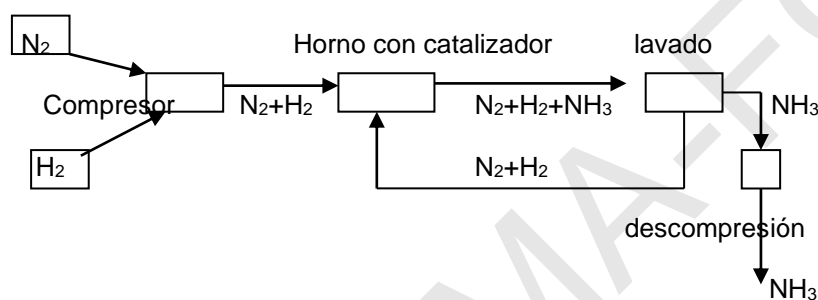 N₂
Horno con catalizador
lavado
Compresor
N₂+H₂
N₂+H₂+NH₃
NH₃
H₂
N₂+H₂
descompresión
NH₃